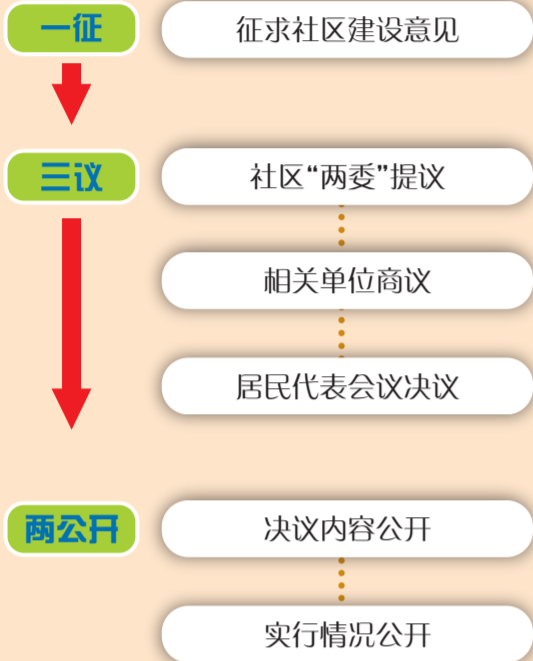 一征
征求社区建设意见
三议
社区“两委”提议
相关单位商议
居民代表会议决议
两公开
决议内容公开
实行情况公开